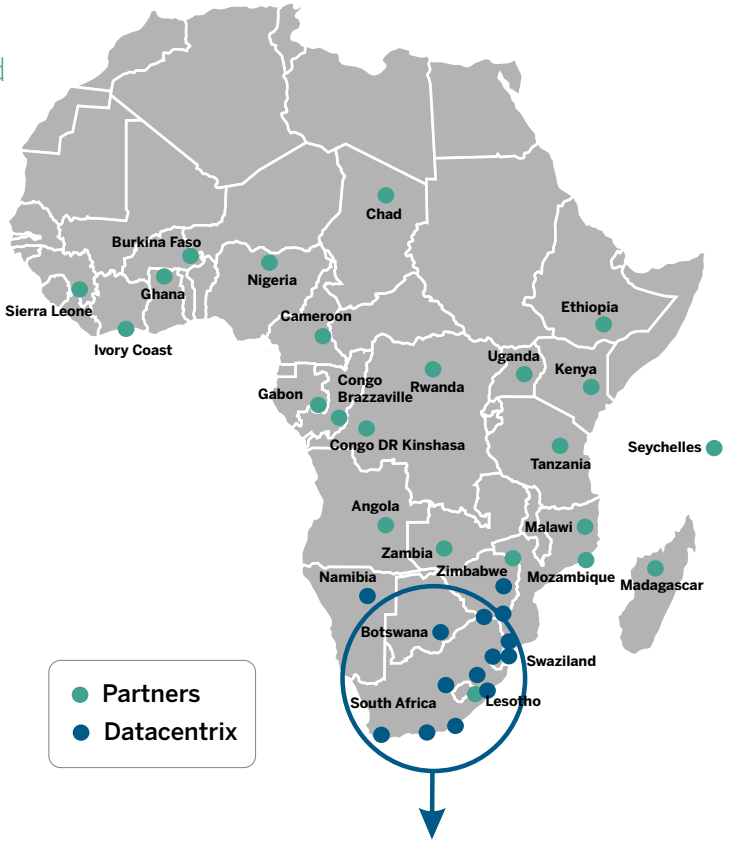 Chad
Burkina Faso
Nigeria
Ghana
Sierra Leone
Ivory Coast
Cameroon
Ethiopia
Uganda
Kenya
Rwanda
Congo
Brazzaville
Gabon
Congo DR Kinshasa
Tanzania
Seychelles
Angola
Malawi
Zambia
Zimbabwe
Mozambique
Madagascar
Namibia
Botswana
Swaziland
South Africa
Lesotho
Partners
Datacentrix